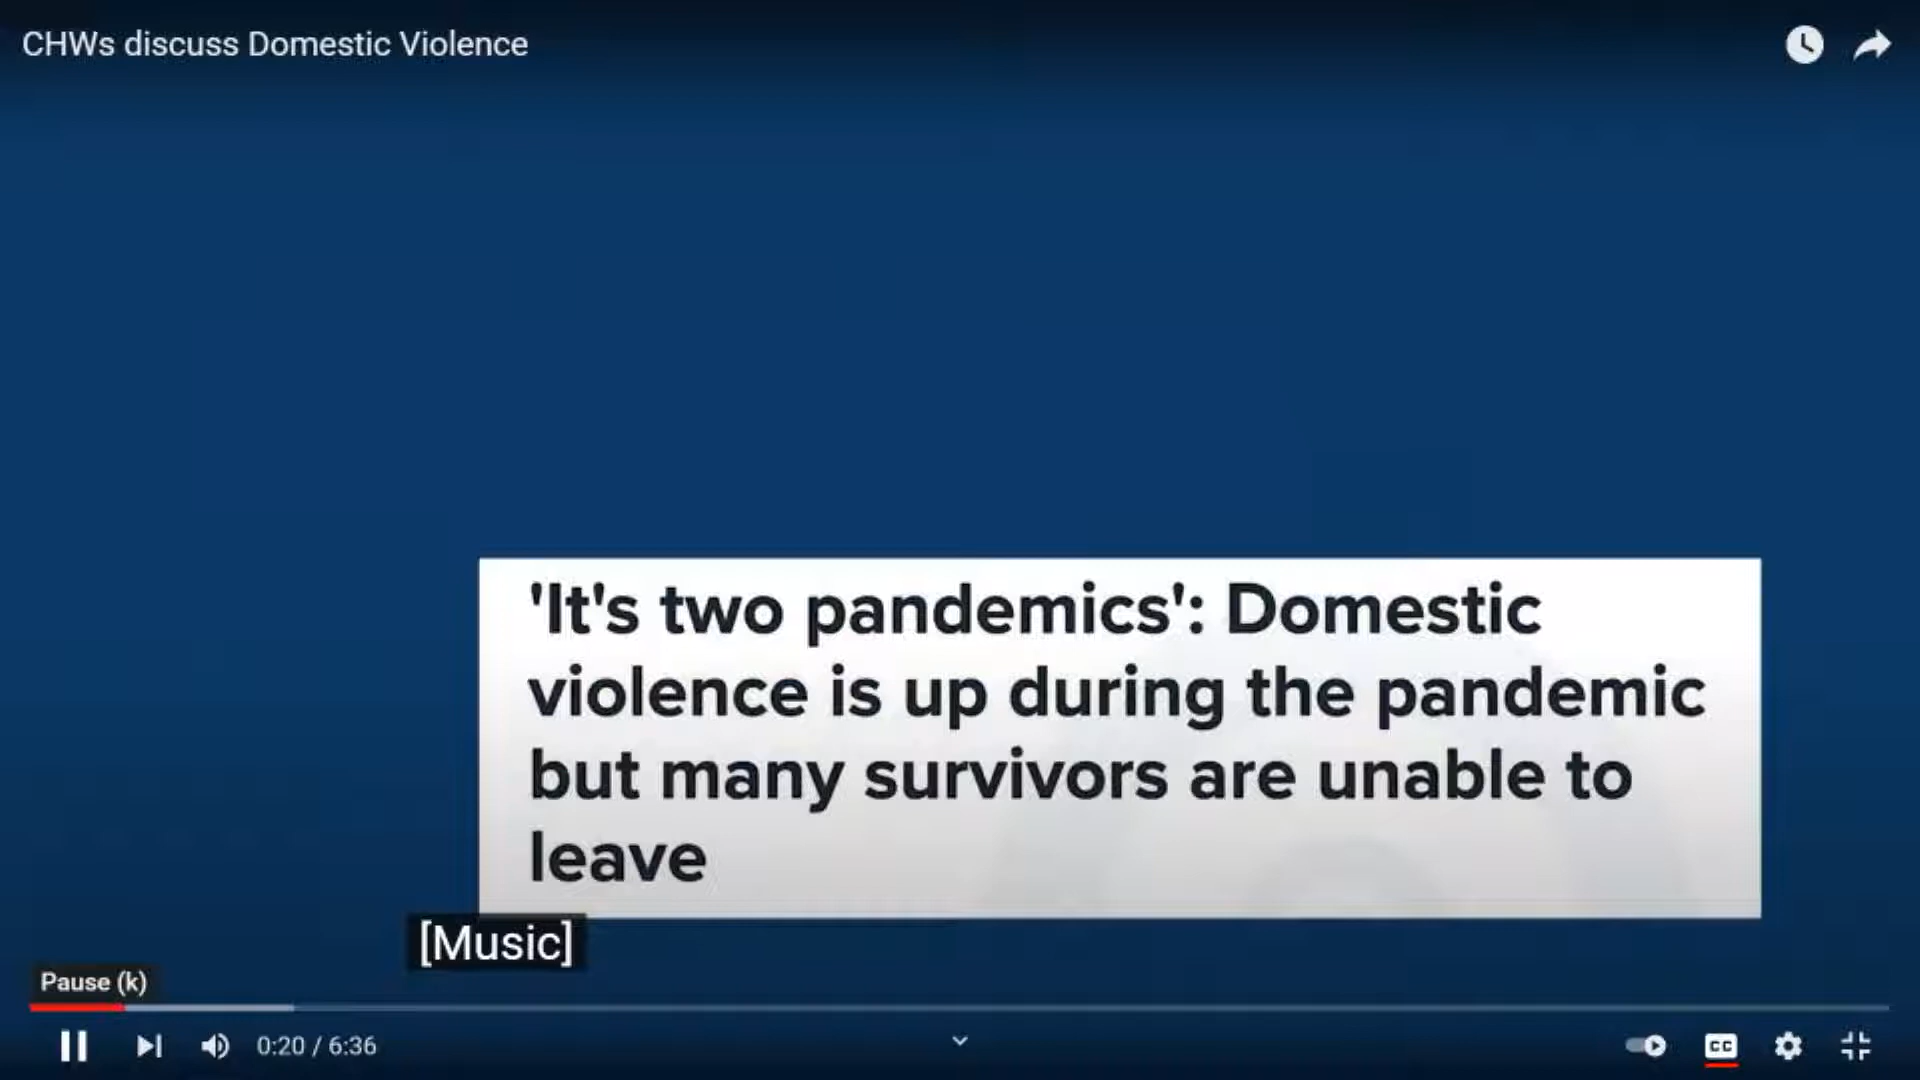 CHWs discuss Domestic Violence
'It's two pandemics': Domestic
violence is up during the pandemic
but many survivors are unable to
leave
[Music]
Pause (k)
0:20 / 6:36
CC